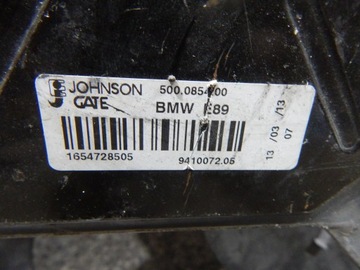 JOHNSON
GATE
500.0854.00
BMW E89
1654728505
9410072.05
13 /03 /13
07